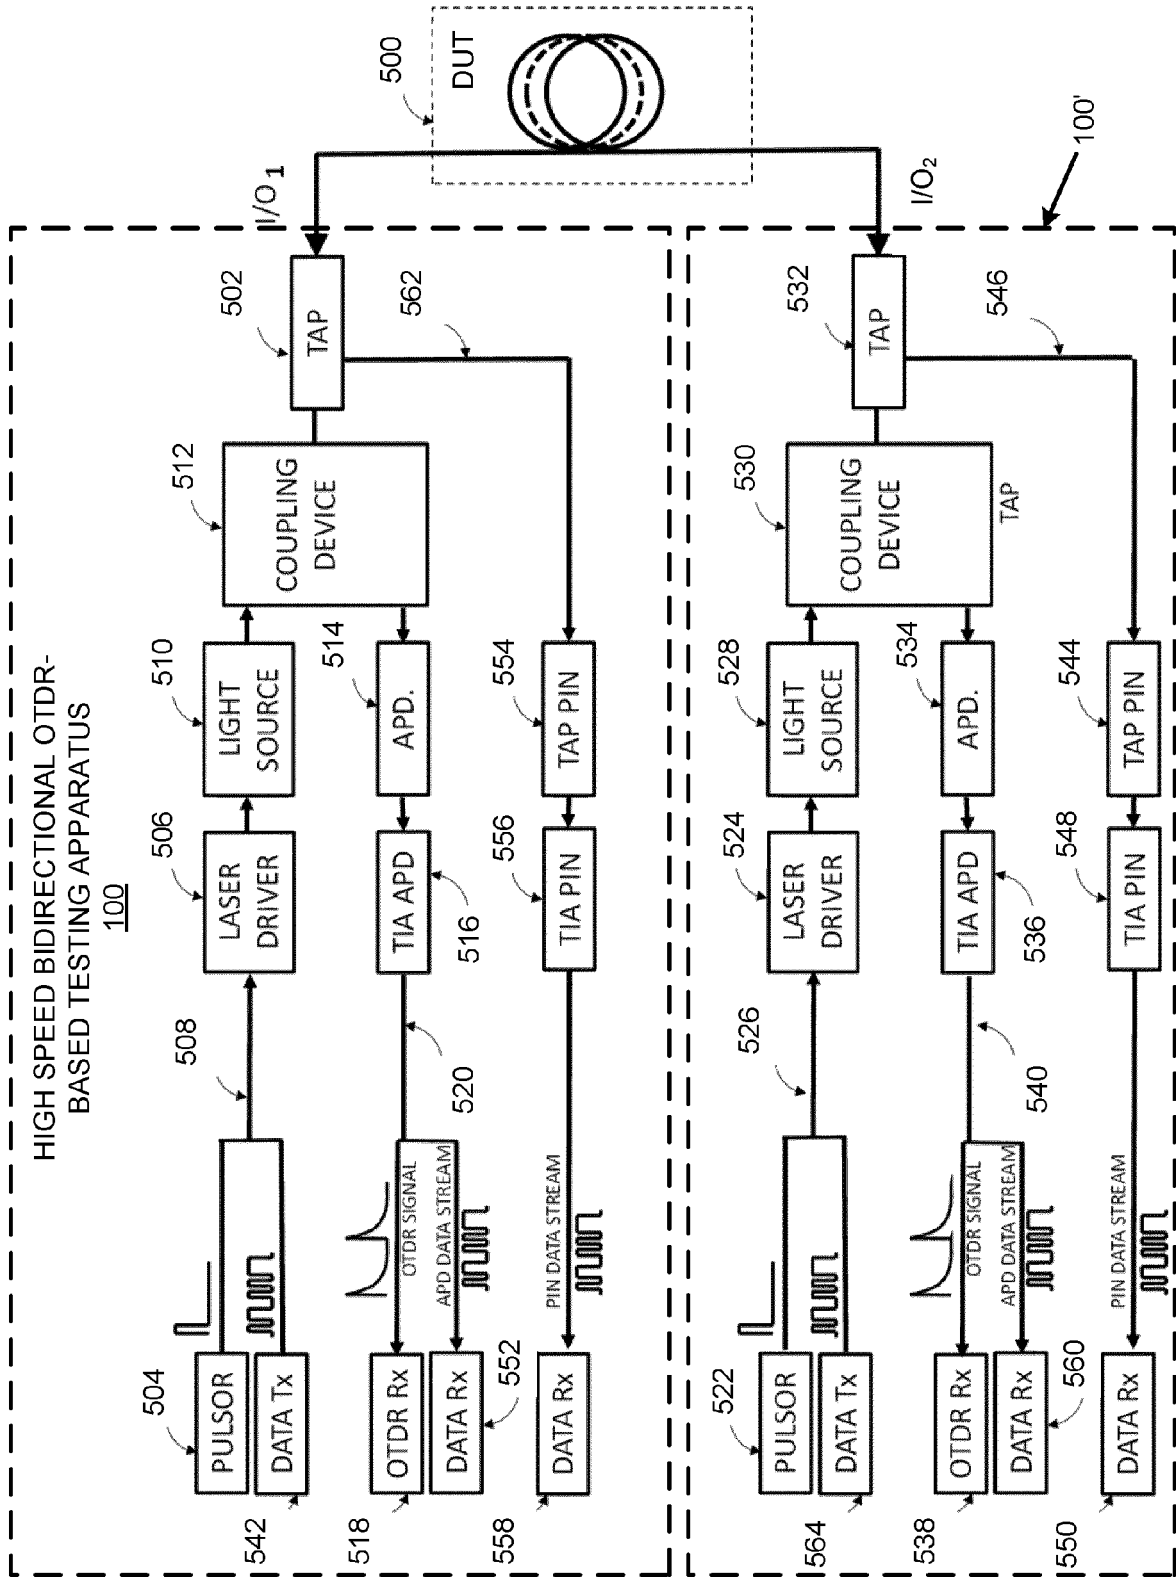 HIGH SPEED BIDIRECTIONAL OTDR-
BASED TESTING APPARATUS
100
504
PULSOR
DATA Tx
542
508
506
LASER
DRIVER
510
LIGHT
SOURCE
512
COUPLING
DEVICE
502
TAP
I/O1
500
DUT
518
OTDR Rx
OTDR SIGNAL
DATA Rx
552
APD DATA STREAM
520
TIA APD
516
514
APD.
562
558
DATA Rx
PIN DATA STREAM
556
TIA PIN
554
TAP PIN
522
PULSOR
DATA Tx
564
526
524
LASER
DRIVER
528
LIGHT
SOURCE
530
COUPLING
DEVICE
TAP
532
TAP
I/O2
100'
538
OTDR Rx
OTDR SIGNAL
DATA Rx
560
APD DATA STREAM
540
TIA APD
536
534
APD.
546
550
DATA Rx
PIN DATA STREAM
548
TIA PIN
544
TAP PIN